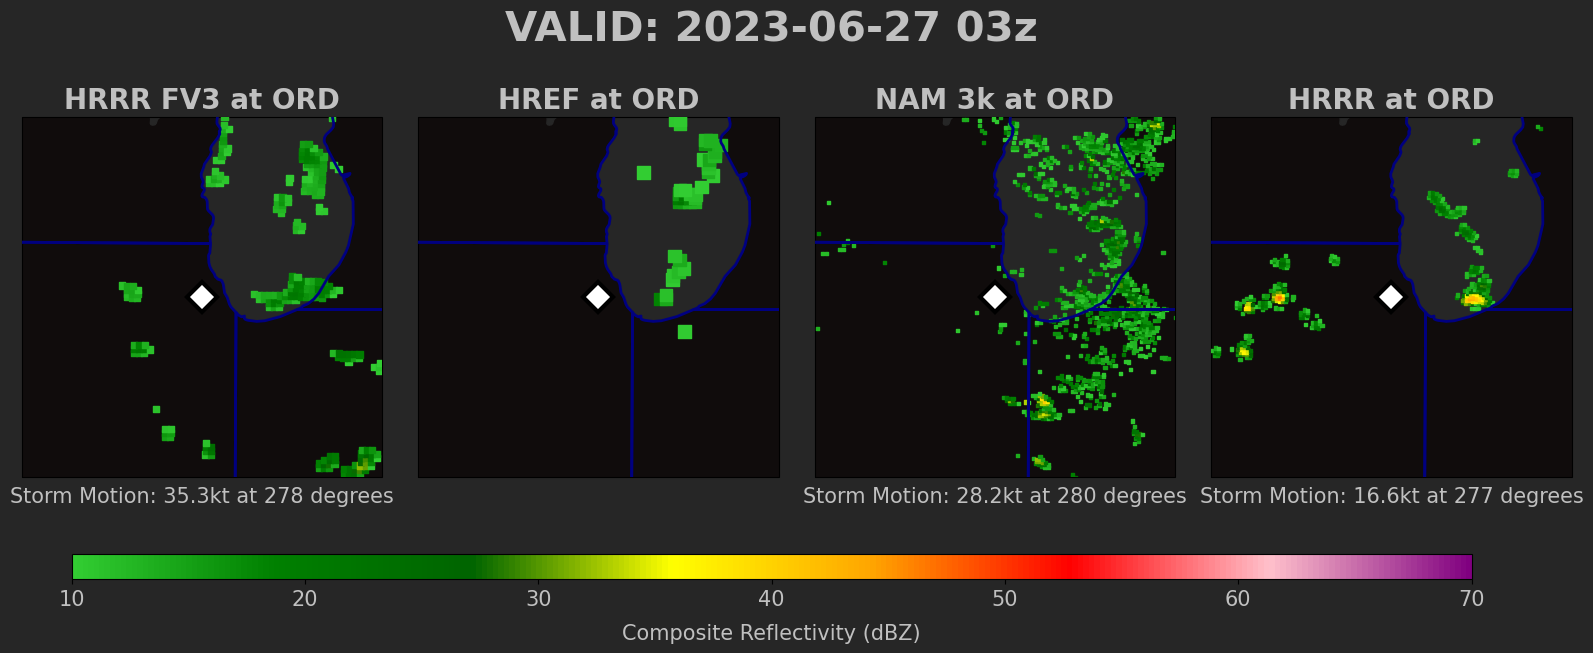 VALID: 2023-06-27 03z
HRRR FV3 at ORD
HREF at ORD
NAM 3k at ORD
HRRR at ORD
Storm Motion: 35.3kt at 278 degrees
Storm Motion: 28.2kt at 280 degrees
Storm Motion: 16.6kt at 277 degrees
10 20 30 40 50 60 70
Composite Reflectivity (dBZ)